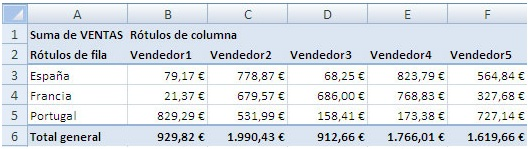 A B C D E F
1 Suma de VENTAS Rótulos de columna
2 Rótulos de fila Vendedor1 Vendedor2 Vendedor3 Vendedor4 Vendedor5
3 España 79,17 € 778,87 € 68,25 € 823,79 € 564,84 €
4 Francia 21,37 € 679,57 € 686,00 € 768,83 € 327,68 €
5 Portugal 829,29 € 531,99 € 158,41 € 173,38 € 727,14 €
6 Total general 929,82 € 1.990,43 € 912,66 € 1.766,01 € 1.619,66 €